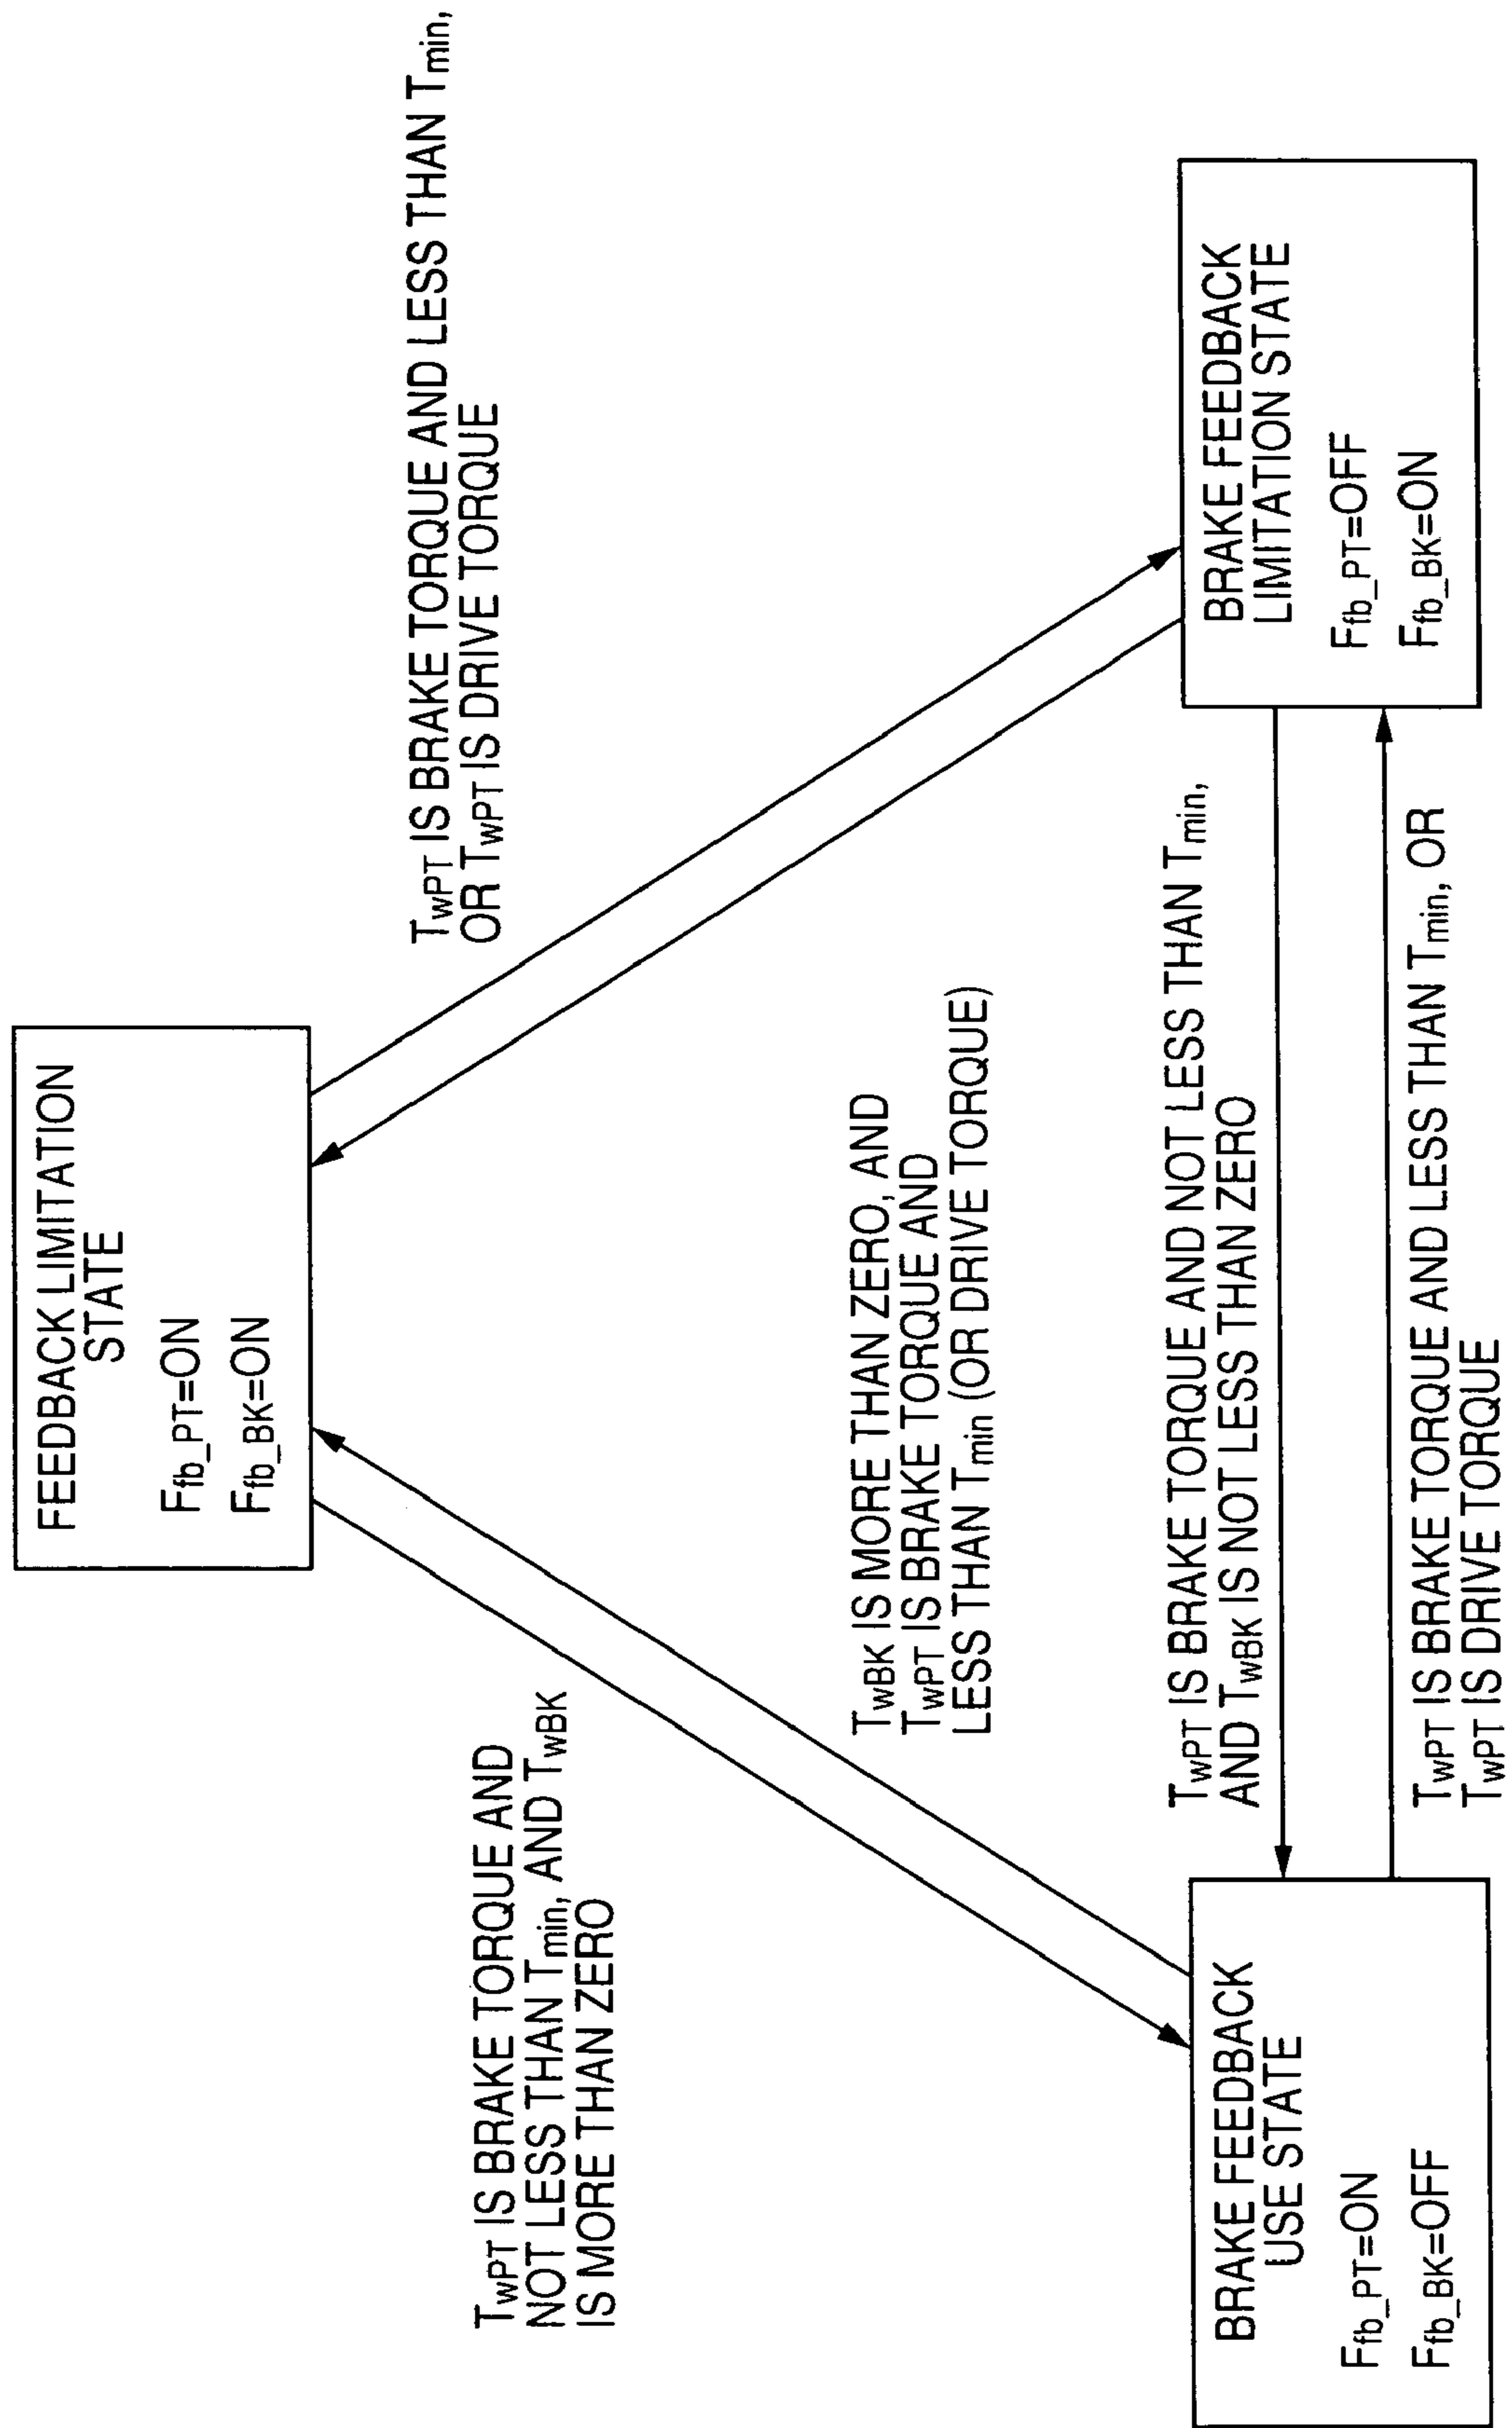 FEEDBACK LIMITATION
STATE
Ffb_PT=ON
Ffb_BK=ON
TwPT IS BRAKE TORQUE AND LESS THAN Tmin,
OR TwPT IS DRIVE TORQUE
TwPT IS BRAKE TORQUE AND
NOT LESS THAN Tmin, AND TwBK
IS MORE THAN ZERO
TwBK IS MORE THAN ZERO, AND
TwPT IS BRAKE TORQUE AND
LESS THAN Tmin (OR DRIVE TORQUE)
TwPT IS BRAKE TORQUE AND NOT LESS THAN Tmin,
AND TwBK IS NOT LESS THAN ZERO
BRAKE FEEDBACK
USE STATE
Ffb_PT=ON
Ffb_BK=OFF
TwPT IS BRAKE TORQUE AND LESS THAN Tmin, OR
TwPT IS DRIVE TORQUE
BRAKE FEEDBACK
LIMITATION STATE
Ffb_PT=OFF
Ffb_BK=ON